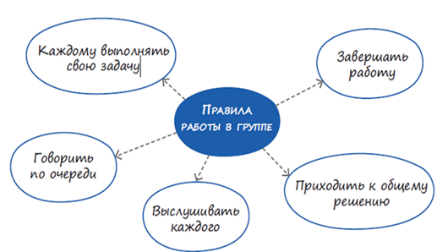 Каждому выполнять
свою задачу
Завершать
работу
Правила
работы в группе
Говорить
по очереди
Выслушивать
каждого
Приходить к общему
решению